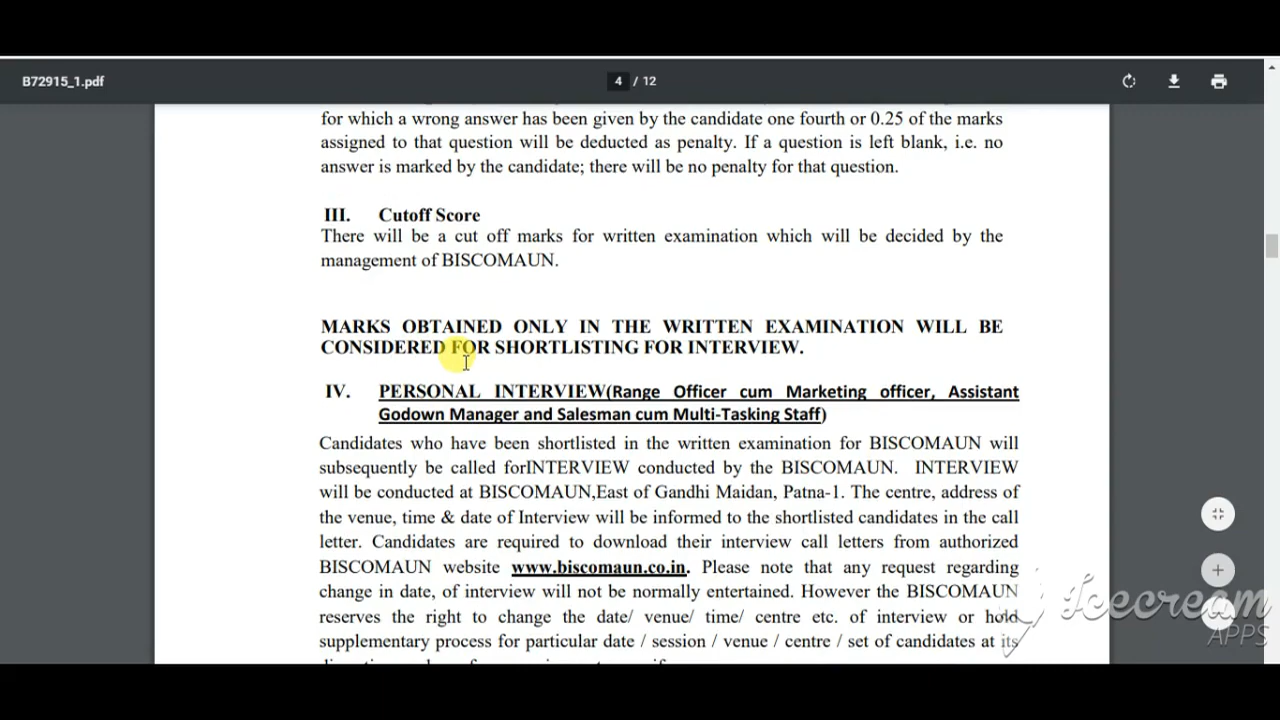 B72915_1.pdf
4 / 12
for which a wrong answer has been given by the candidate one fourth or 0.25 of the marks
assigned to that question will be deducted as penalty. If a question is left blank, i.e. no
answer is marked by the candidate; there will be no penalty for that question.
III. Cutoff Score
There will be a cut off marks for written examination which will be decided by the
management of BISCOMAUN.
MARKS OBTAINED ONLY IN THE WRITTEN EXAMINATION WILL BE
CONSIDERED FOR SHORTLISTING FOR INTERVIEW.
IV. PERSONAL INTERVIEW(Range Officer cum Marketing officer, Assistant
Godown Manager and Salesman cum Multi-Tasking Staff)
Candidates who have been shortlisted in the written examination for BISCOMAUN will
subsequently be called forINTERVIEW conducted by the BISCOMAUN. INTERVIEW
will be conducted at BISCOMAUN,East of Gandhi Maidan, Patna-1. The centre, address of
the venue, time & date of Interview will be informed to the shortlisted candidates in the call
letter. Candidates are required to download their interview call letters from authorized
BISCOMAUN website www.biscomaun.co.in. Please note that any request regarding
change in date, of interview will not be normally entertained. However the BISCOMAUN
reserves the right to change the date/ venue/ time/ centre etc. of interview or hold
supplementary process for particular date / session / venue / centre / set of candidates at its
Icecream
APPS